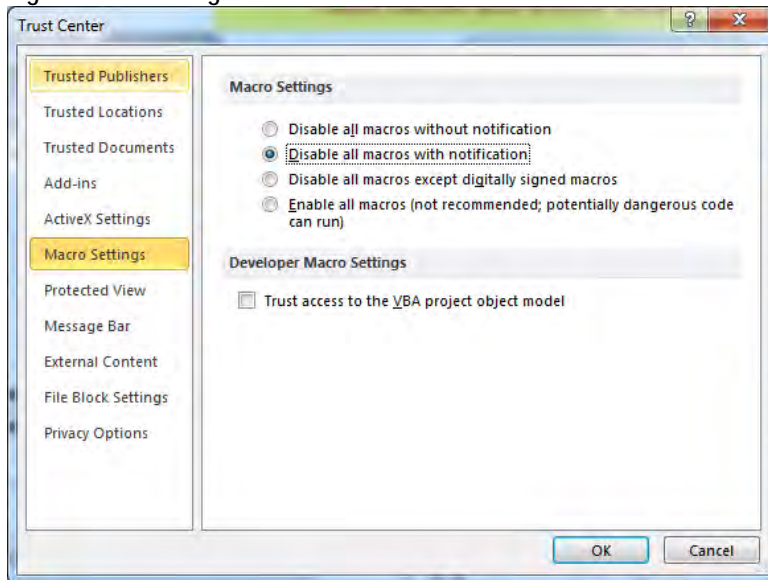 Trust Center
Trusted Publishers
Trusted Locations
Trusted Documents
Add-ins
ActiveX Settings
Macro Settings
Protected View
Message Bar
External Content
File Block Settings
Privacy Options
Macro Settings
Disable all macros without notification
Disable all macros with notification
Disable all macros except digitally signed macros
Enable all macros (not recommended; potentially dangerous code
can run)
Developer Macro Settings
Trust access to the VBA project object model
OK
Cancel